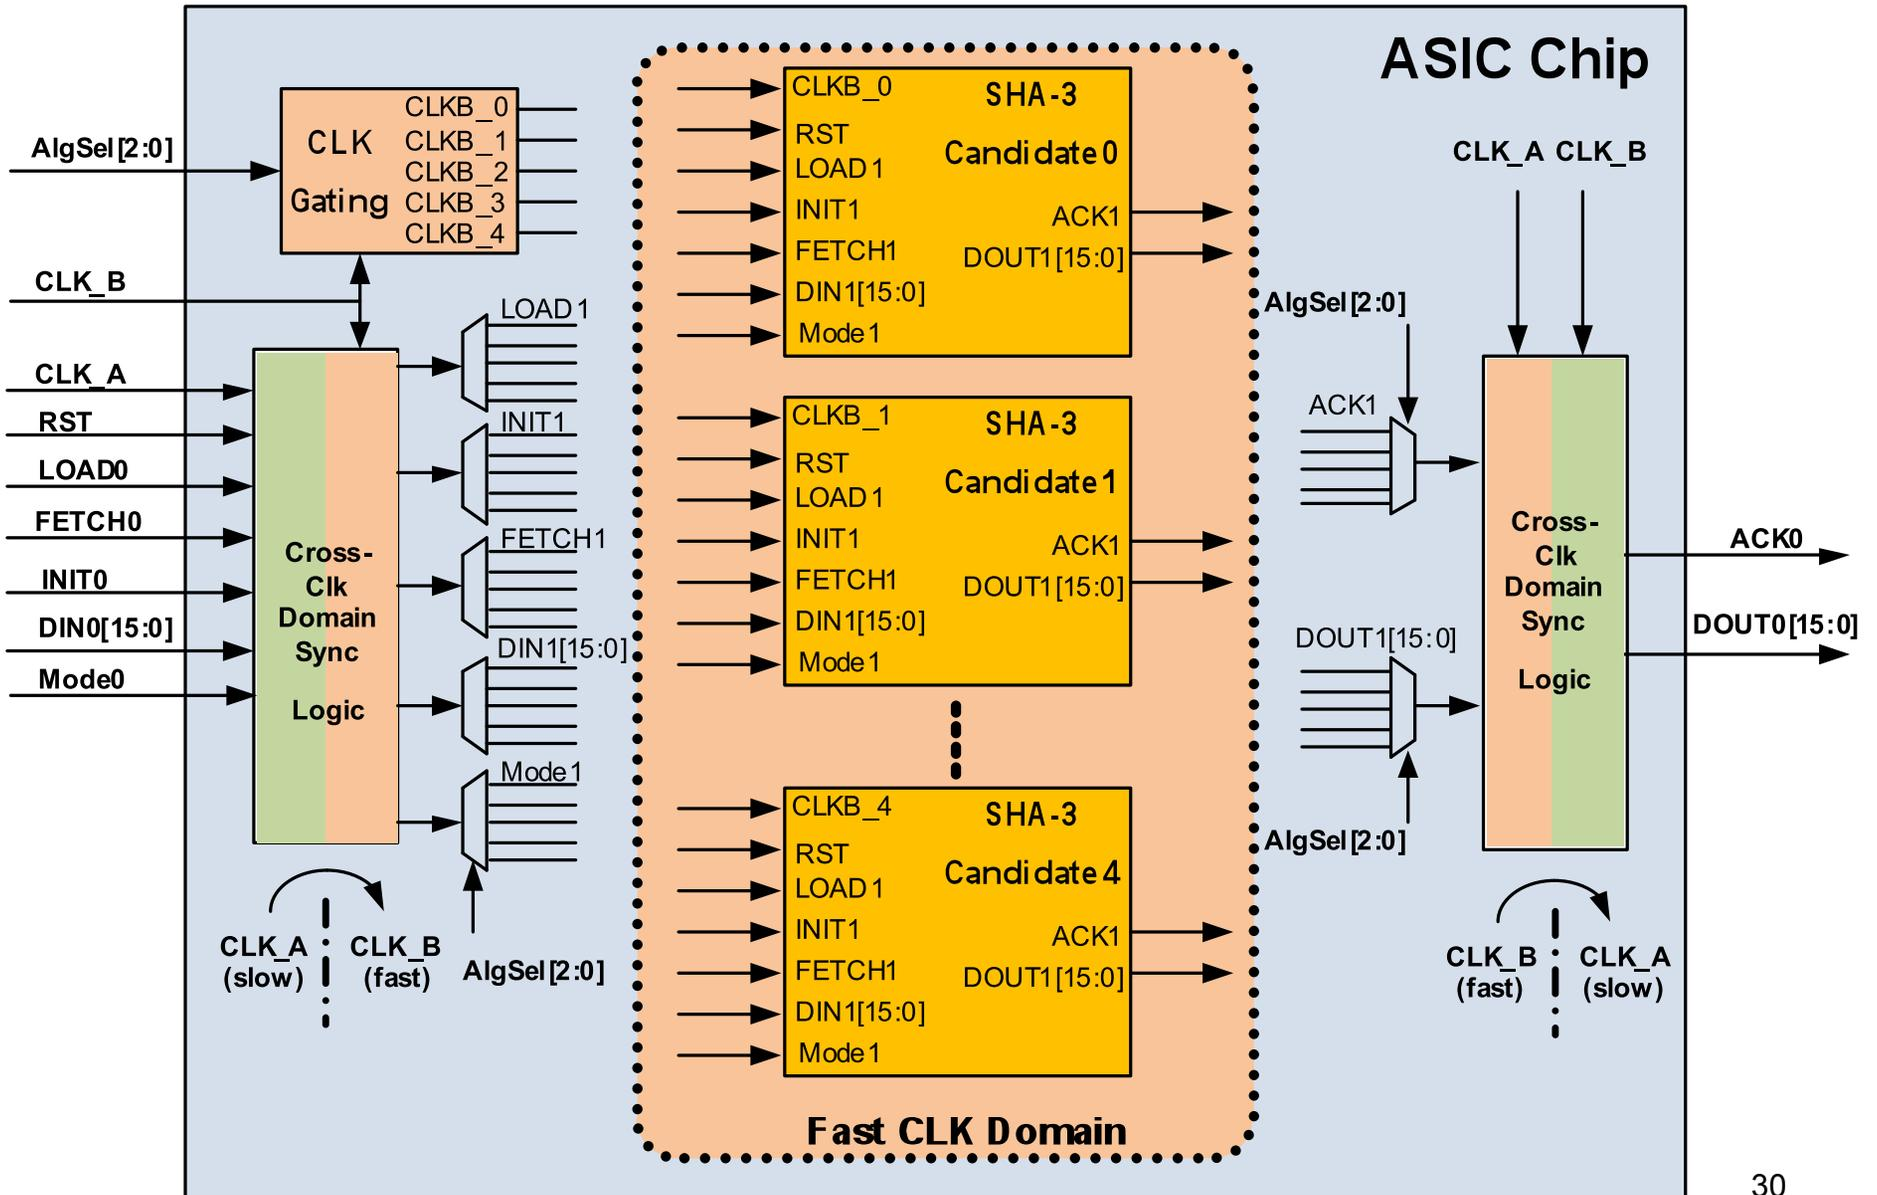 ASIC Chip
AlgSel[2:0]
CLK_B
CLK_A
RST
LOAD0
FETCH0
INIT0
DIN0[15:0]
Mode0
CLK
Gating
CLKB_0
CLKB_1
CLKB_2
CLKB_3
CLKB_4
Cross-
Clk
Domain
Sync
Logic
CLK_A
(slow)
CLK_B
(fast)
LOAD1
INIT1
FETCH1
DIN1[15:0]
Mode1
AlgSel[2:0]
CLKB_0
RST
LOAD1
INIT1
FETCH1
DIN1[15:0]
Mode1
SHA-3
Candidate0
ACK1
DOUT1[15:0]
CLKB_1
RST
LOAD1
INIT1
FETCH1
DIN1[15:0]
Mode1
SHA-3
Candidate1
ACK1
DOUT1[15:0]
CLKB_4
RST
LOAD1
INIT1
FETCH1
DIN1[15:0]
Mode1
SHA-3
Candidate4
ACK1
DOUT1[15:0]
Fast CLK Domain
AlgSel[2:0]
ACK1
DOUT1[15:0]
AlgSel[2:0]
CLK_A CLK_B
Cross-
Clk
Domain
Sync
Logic
CLK_B
(fast)
CLK_A
(slow)
ACK0
DOUT0[15:0]
30